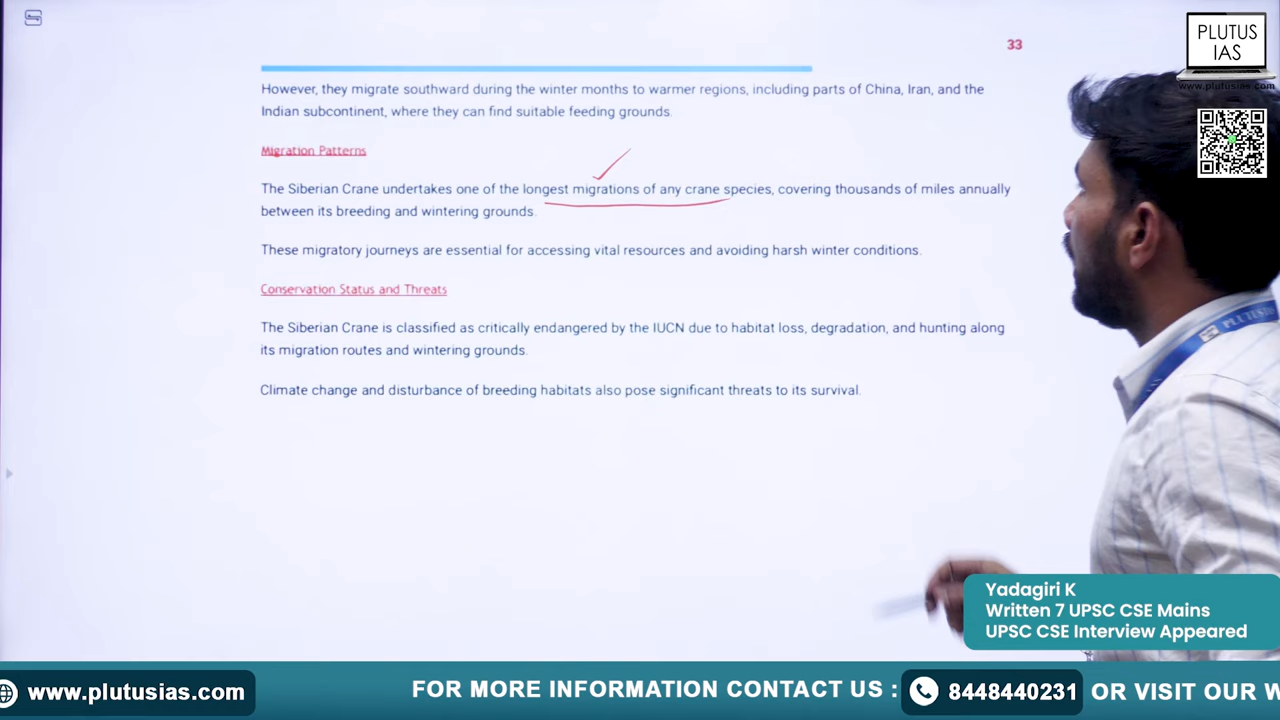 33
PLUTUS
IAS
www.plutusias.com
However, they migrate southward during the winter months to warmer regions, including parts of China, Iran, and the
Indian subcontinent, where they can find suitable feeding grounds.
Migration Patterns
The Siberian Crane undertakes one of the longest migrations of any crane species, covering thousands of miles annually
between its breeding and wintering grounds.
These migratory journeys are essential for accessing vital resources and avoiding harsh winter conditions.
Conservation Status and Threats
The Siberian Crane is classified as critically endangered by the IUCN due to habitat loss, degradation, and hunting along
its migration routes and wintering grounds.
Climate change and disturbance of breeding habitats also pose significant threats to its survival.
PLUTUS
Yadagiri K
Written 7 UPSC CSE Mains
UPSC CSE Interview Appeared
www.plutusias.com
FOR MORE INFORMATION CONTACT US : 8448440231 OR VISIT OUR W